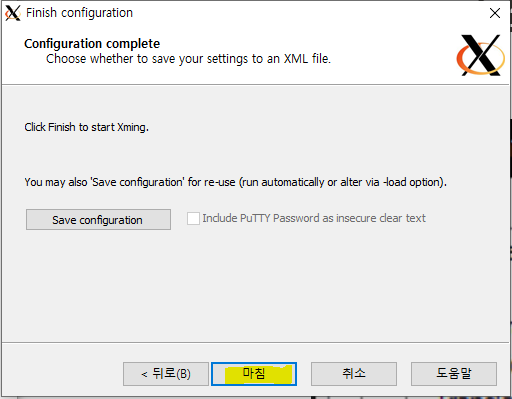 Finish configuration
Configuration complete
Choose whether to save your settings to an XML file.
Click Finish to start Xming.
You may also 'Save configuration' for re-use (run automatically or alter via -load option).
Save configuration
Include PuTTY Password as insecure clear text
< 뒤로(B)
마침
취소
도움말